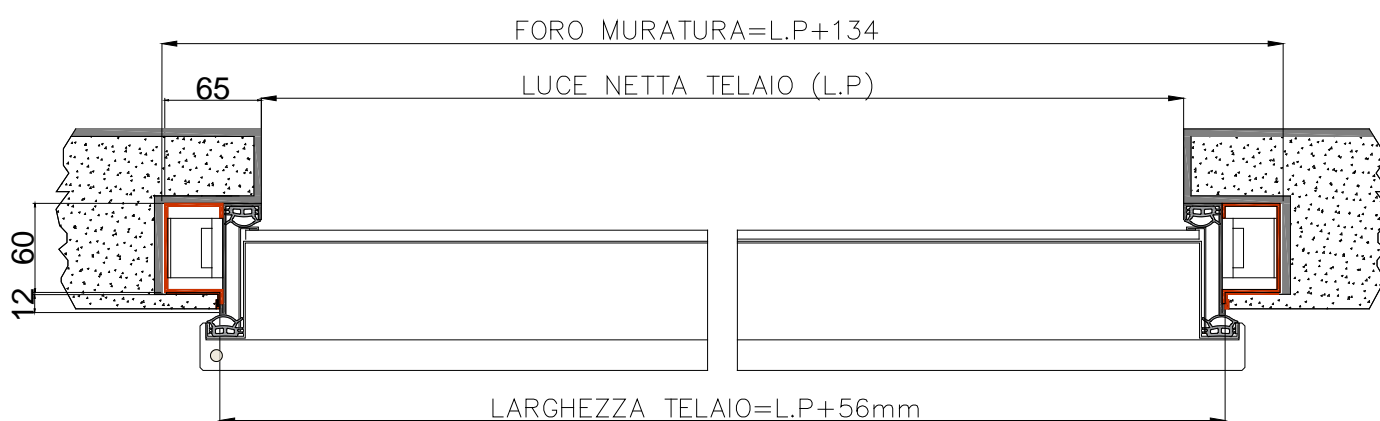 FORO MURATURA=L.P+134
65
LUCE NETTA TELAIO (L.P)
60
12
LARGHEZZA TELAIO=L.P+56mm